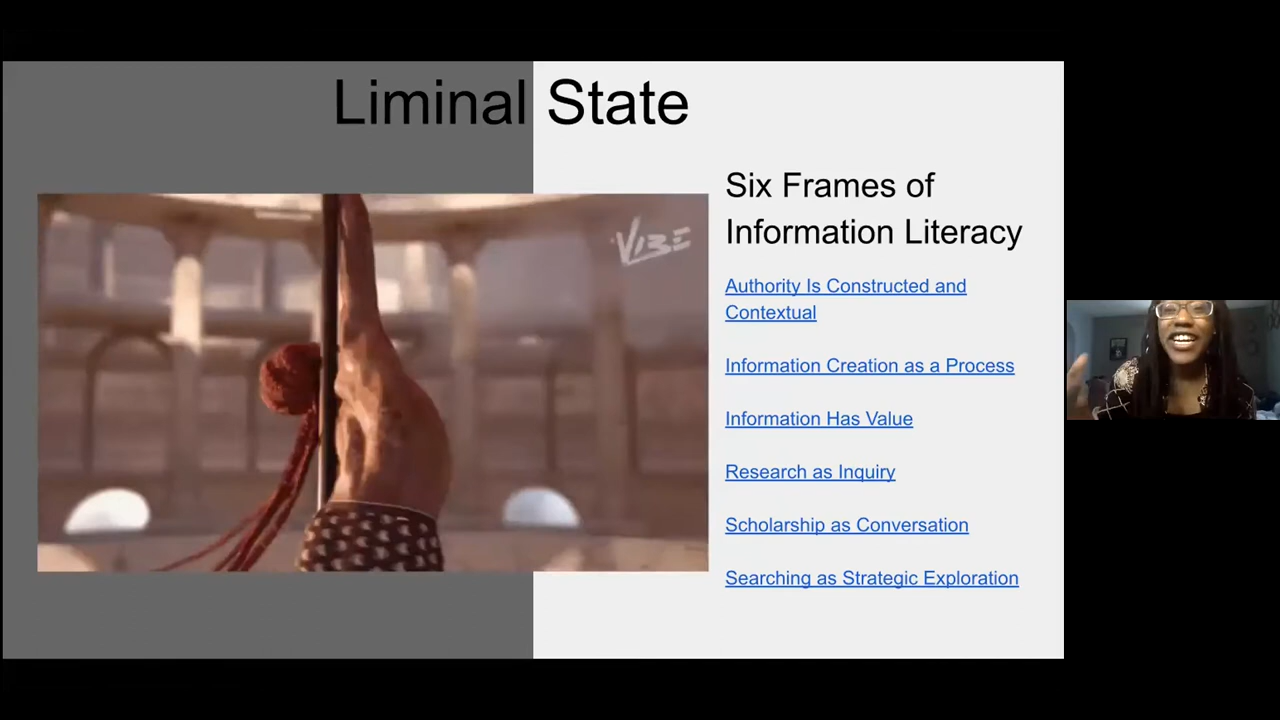 Liminal State
VIBE
Six Frames of
Information Literacy
Authority Is Constructed and
Contextual
Information Creation as a Process
Information Has Value
Research as Inquiry
Scholarship as Conversation
Searching as Strategic Exploration